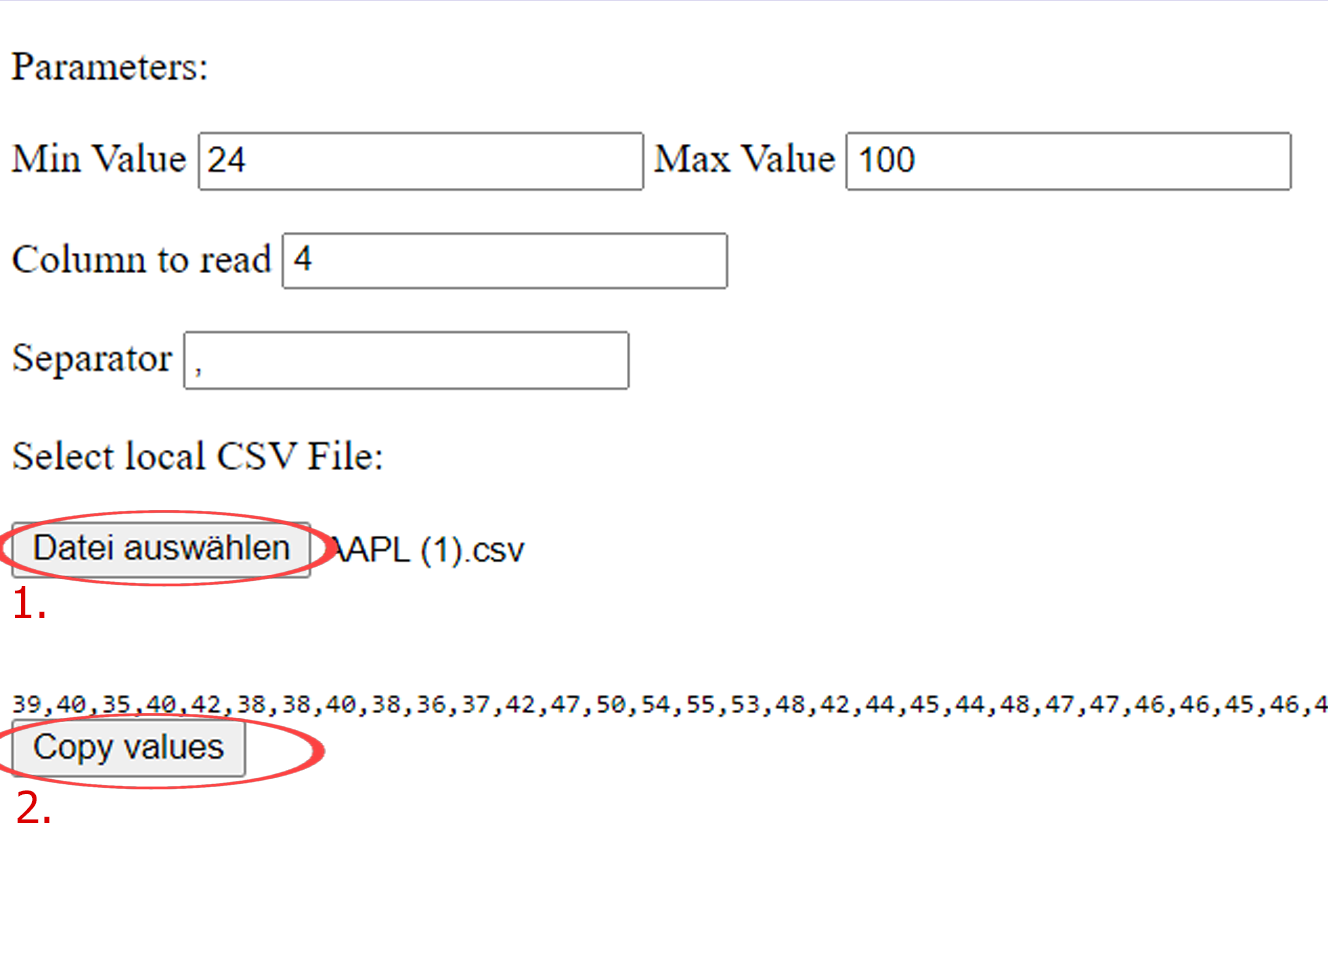 Parameters:
Min Value 24 Max Value 100
Column to read 4
Separator ,
Select local CSV File:
Datei auswählen AAPL (1).csv
1.
39,40,35,40,42,38,38,40,38,36,37,42,47,50,54,55,53,48,42,44,45,44,48,47,47,46,46,45,46,4
Copy values
2.